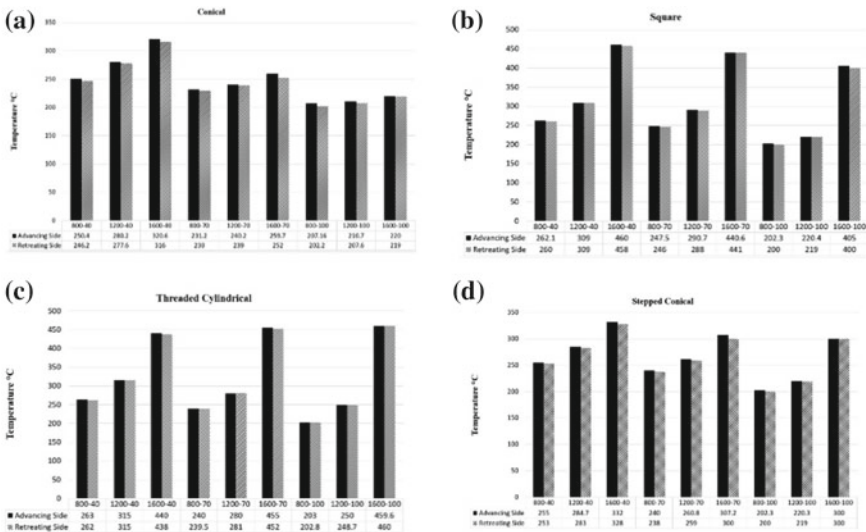 (a)
Conical
Temperature °C
350
300
250
200
150
100
50
0
800-40 1200-40 1600-40 800-70 1200-70 1600-70 800-100 1200-100 1600-100
Advancing Side 250.4 280.2 320.4 231.2 240.2 259.7 207.16 210.7 220
Retreating Side 246.2 277.6 316 230 239 252 202.2 207.6 219
(b)
Square
Temperature °C
500
450
400
350
300
250
200
150
100
50
0
800-40 1200-40 1600-40 800-70 1200-70 1600-70 800-100 1200-100 1600-100
Advancing Side 262.1 309 460 247.5 290.7 440.6 202.3 220.4 405
Retreating Side 260 309 458 246 288 441 200 219 400
(c)
Threaded Cylindrical
Temperature °C
500
450
400
350
300
250
200
150
100
50
0
800-40 1200-40 1600-40 800-70 1200-70 1600-70 800-100 1200-100 1600-100
Advancing Side 263 315 440 240 280 455 203 250 459.6
Retreating Side 262 315 438 239.5 281 452 202.8 248.7 460
(d)
Stepped Conical
Temperature °C
350
300
250
200
150
100
50
0
800-40 1200-40 1600-40 800-70 1200-70 1600-70 800-100 1200-100 1600-100
Advancing Side 255 284.7 332 240 260.8 307.2 202.3 220.3 300
Retreating Side 253 283 328 238 259 300 200 219 300